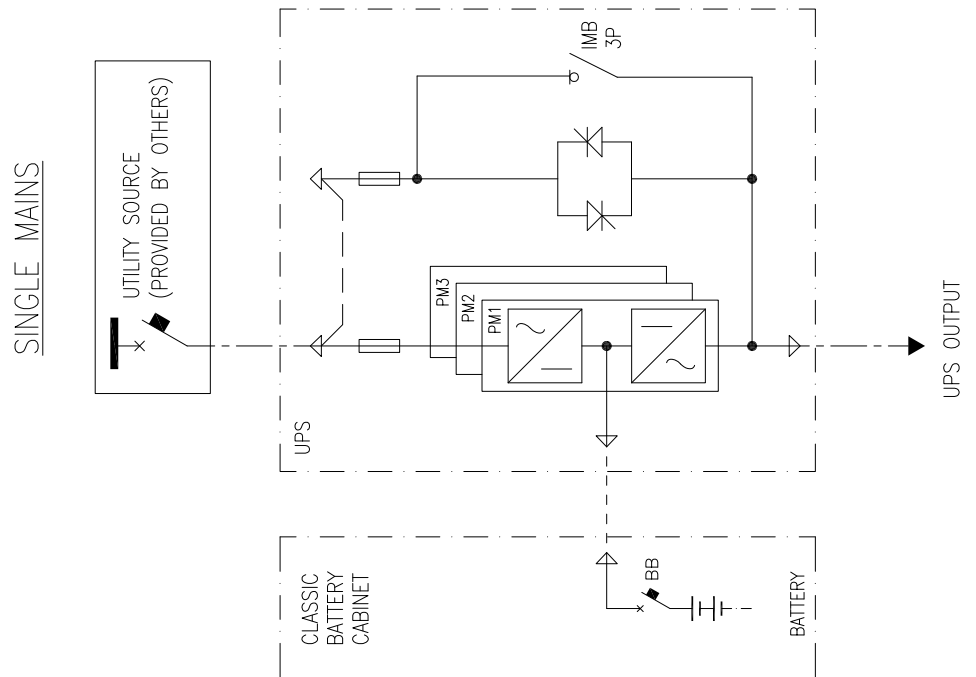 SINGLE MAINS
UTILITY SOURCE
(PROVIDED BY OTHERS)
IMB
3P
PM3
PM2
PM1
UPS
UPS OUTPUT
CLASSIC
BATTERY
CABINET
BB
BATTERY